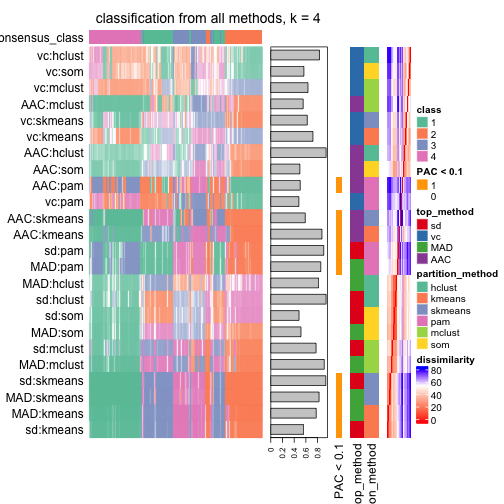 classification from all methods, k = 4
onsensus_class
vc:hclust
vc:som
vc:mclust
AAC:mclust
vc:skmeans
vc:kmeans
AAC:hclust
AAC:som
AAC:pam
vc:pam
AAC:skmeans
AAC:kmeans
sd:pam
MAD:pam
MAD:hclust
sd:hclust
sd:som
MAD:som
sd:mclust
MAD:mclust
sd:skmeans
MAD:skmeans
MAD:kmeans
sd:kmeans
0
0.2
0.4
0.6
0.8
PAC < 0.1
op_method
on_method
class
1
2
3
4
PAC < 0.1
1
0
top_method
sd
vc
MAD
AAC
partition_method
hclust
kmeans
skmeans
pam
mclust
som
dissimilarity
80
60
40
20
0